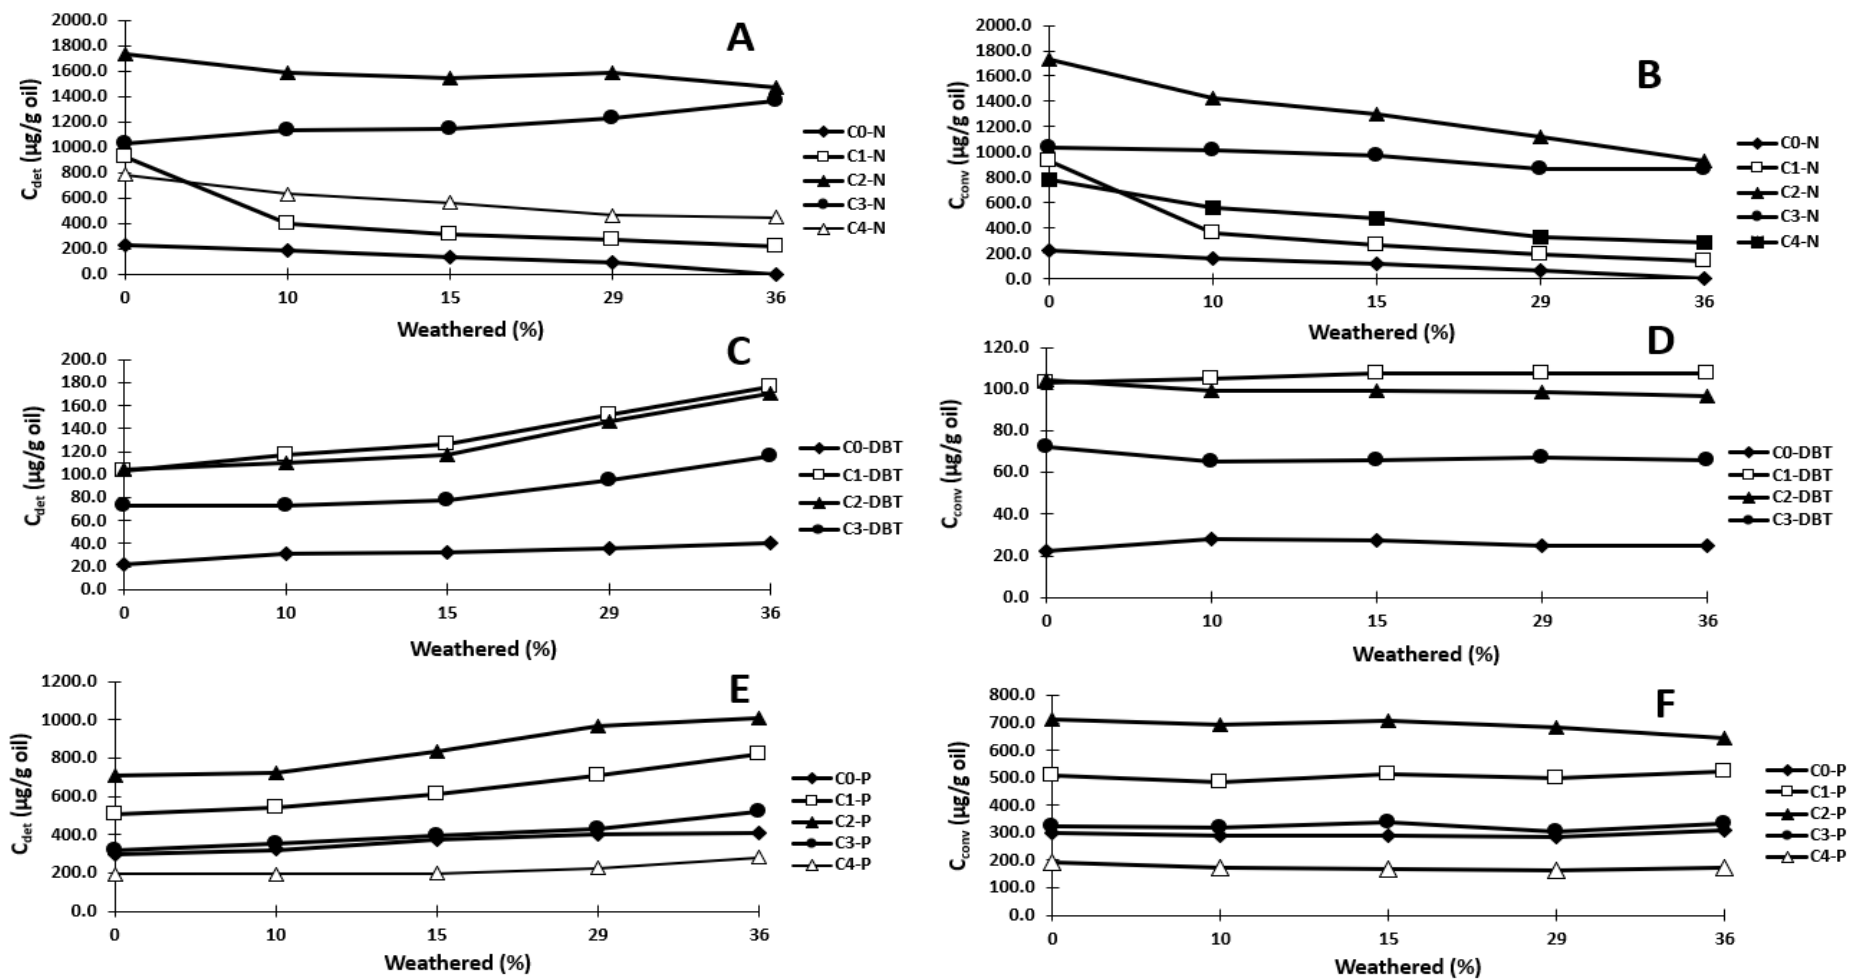 A
2000.0
1800.0
1600.0
1400.0
1200.0
1000.0
800.0
600.0
400.0
200.0
0.0
C_det (µg/g oil)
0 10 15 29 36
Weathered (%)
C0-N
C1-N
C2-N
C3-N
C4-N
B
2000.0
1800.0
1600.0
1400.0
1200.0
1000.0
800.0
600.0
400.0
200.0
0.0
C_conv (µg/g oil)
0 10 15 29 36
Weathered (%)
C0-N
C1-N
C2-N
C3-N
C4-N
C
200.0
180.0
160.0
140.0
120.0
100.0
80.0
60.0
40.0
20.0
0.0
C_det (µg/g oil)
0 10 15 29 36
Weathered (%)
C0-DBT
C1-DBT
C2-DBT
C3-DBT
D
120.0
100.0
80.0
60.0
40.0
20.0
0.0
C_conv (µg/g oil)
0 10 15 29 36
Weathered (%)
C0-DBT
C1-DBT
C2-DBT
C3-DBT
E
1200.0
1000.0
800.0
600.0
400.0
200.0
0.0
C_det (µg/g oil)
0 10 15 29 36
Weathered (%)
C0-P
C1-P
C2-P
C3-P
C4-P
F
800.0
700.0
600.0
500.0
400.0
300.0
200.0
100.0
0.0
C_conv (µg/g oil)
0 10 15 29 36
Weathered (%)
C0-P
C1-P
C2-P
C3-P
C4-P